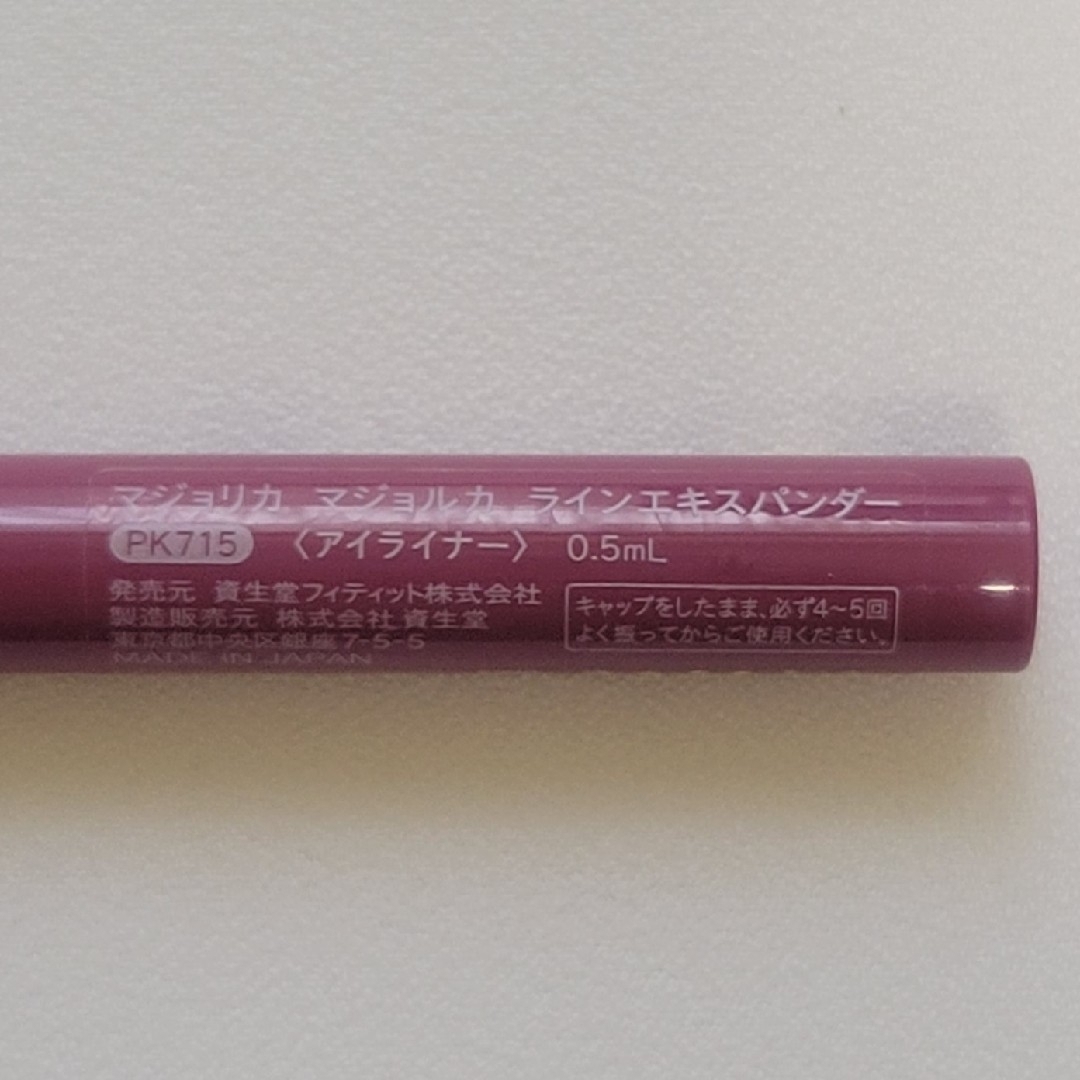 マジョリカ マジョルカ ラインエキスパンダー
PK715 〈アイライナー〉 0.5mL
発売元 資生堂フィティット株式会社
製造販売元 株式会社 資生堂
東京都中央区銀座7-5-5
MADE IN JAPAN
キャップをしたまま、必ず4~5回
よく振ってからご使用ください。